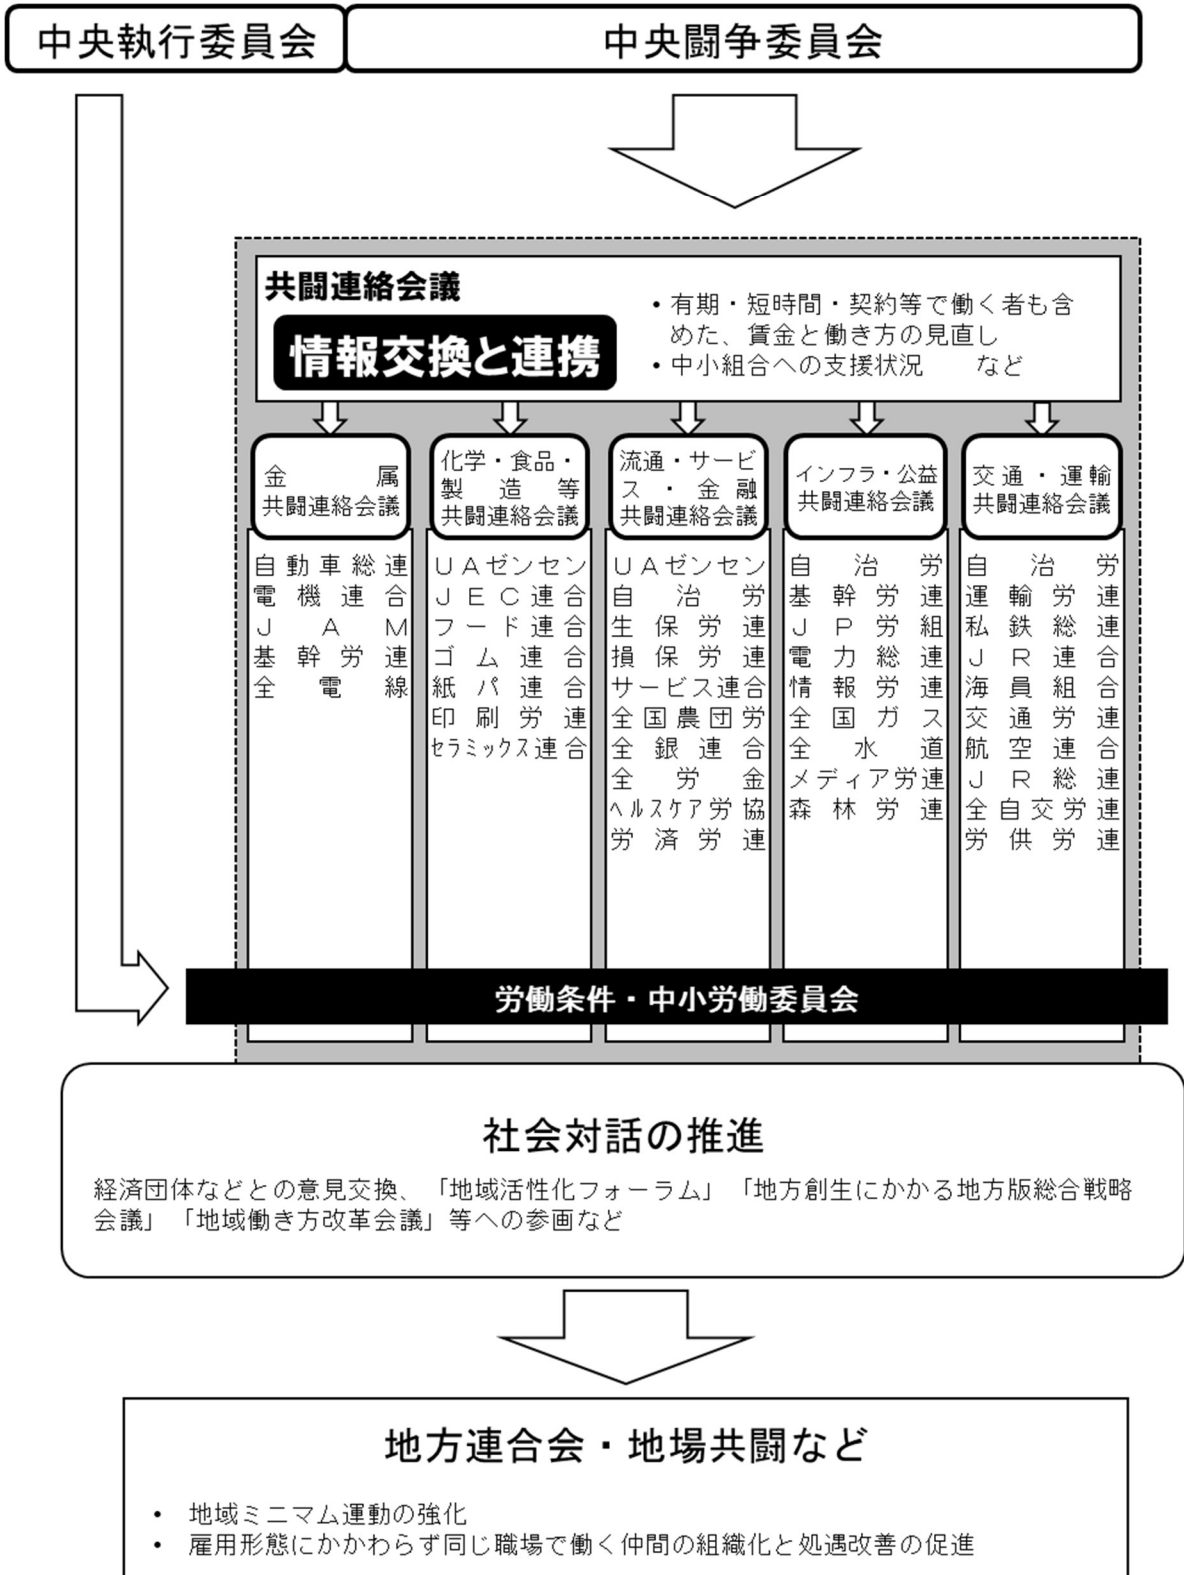 中央執行委員会
中央闘争委員会
共闘連絡会議
情報交換と連携
・有期・短時間・契約等で働く者も含
めた、賃金と働き方の見直し
・中小組合への支援状況　　など
金属
共闘連絡会議
自動車総連
電機連合
ＪＡＭ
基幹労連
全電線
化学・食品・
製造等
共闘連絡会議
ＵＡゼンセン
ＪＥＣ連合
フード連合
ゴム連合
紙パ連合
印刷労連
セラミックス連合
流通・サービ
ス・金融
共闘連絡会議
ＵＡゼンセン
自治労
生保労連
損保労連
サービス連合
全国農団労
全銀連合
全労金
ヘルスケア労協
労済労連
インフラ・公益
共闘連絡会議
自治労
基幹労連
ＪＰ労組
電力総連
情報労連
全国ガス
全水道
メディア労連
森林労連
交通・運輸
共闘連絡会議
自治労
運輸労連
私鉄総連
ＪＲ連合
海員組合
交通労連
航空連合
ＪＲ総連
全自交労連
労供労連
労働条件・中小労働委員会
社会対話の推進
経済団体などとの意見交換、「地域活性化フォーラム」「地方創生にかかる地方版総合戦略
会議」「地域働き方改革会議」等への参画など
地方連合会・地場共闘など
• 地域ミニマム運動の強化
• 雇用形態にかかわらず同じ職場で働く仲間の組織化と処遇改善の促進